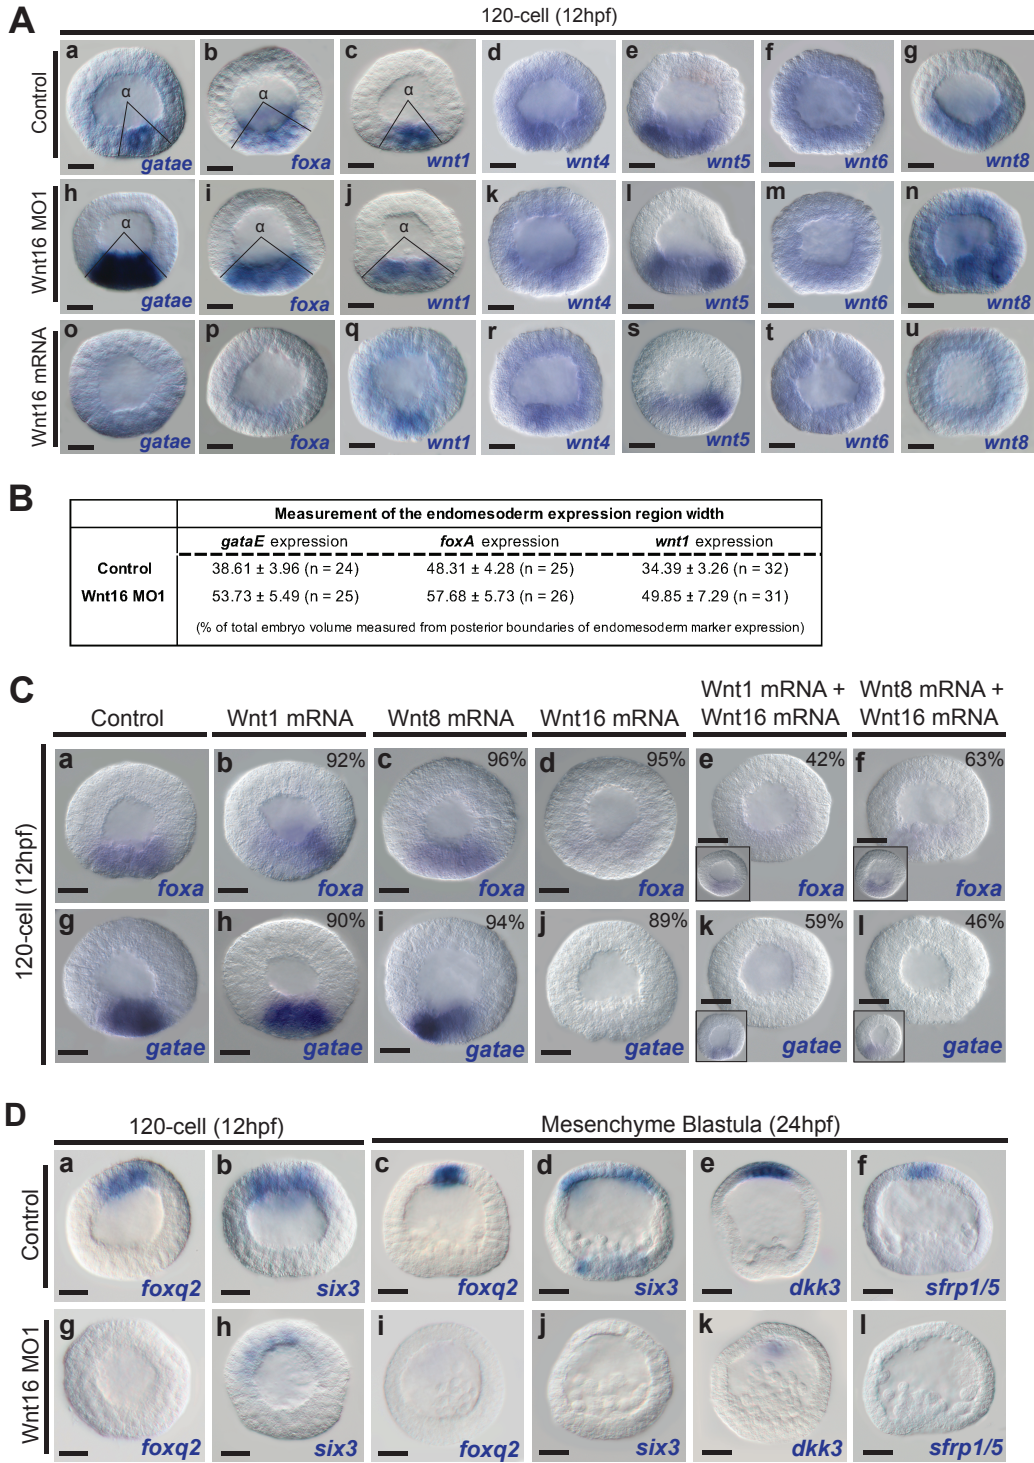 A
120-cell (12hpf)
Control
a α gatae
b α foxa
c α wnt1
d wnt4
e wnt5
f wnt6
g wnt8
Wnt16 MO1
h α gatae
i α foxa
j α wnt1
k wnt4
l wnt5
m wnt6
n wnt8
Wnt16 mRNA
o gatae
p foxa
q wnt1
r wnt4
s wnt5
t wnt6
u wnt8
B
Measurement of the endomesoderm expression region width
gataE expression foxA expression wnt1 expression
Control 38.61 ± 3.96 (n = 24) 48.31 ± 4.28 (n = 25) 34.39 ± 3.26 (n = 32)
Wnt16 MO1 53.73 ± 5.49 (n = 25) 57.68 ± 5.73 (n = 26) 49.85 ± 7.29 (n = 31)
(% of total embryo volume measured from posterior boundaries of endomesoderm marker expression)
C
Control
Wnt1 mRNA
Wnt8 mRNA
Wnt16 mRNA
Wnt1 mRNA +
Wnt16 mRNA
Wnt8 mRNA +
Wnt16 mRNA
120-cell (12hpf)
a foxa
b 92% foxa
c 96% foxa
d 95% foxa
e 42% foxa
f 63% foxa
g gatae
h 90% gatae
i 94% gatae
j 89% gatae
k 59% gatae
l 46% gatae
D
120-cell (12hpf)
Mesenchyme Blastula (24hpf)
Control
a foxq2
b six3
c foxq2
d six3
e dkk3
f sfrp1/5
Wnt16 MO1
g foxq2
h six3
i foxq2
j six3
k dkk3
l sfrp1/5